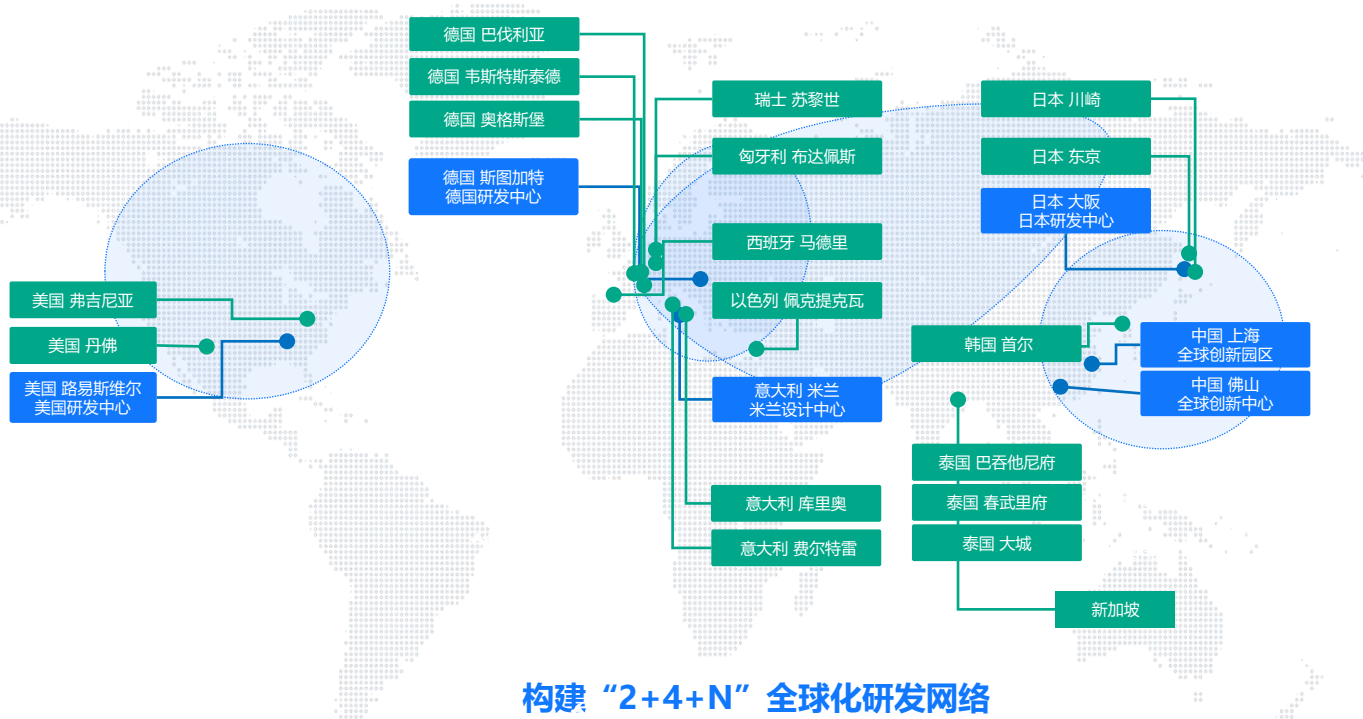 德国 巴伐利亚
德国 韦斯特斯泰德
德国 奥格斯堡
德国 斯图加特
德国研发中心
瑞士 苏黎世
匈牙利 布达佩斯
西班牙 马德里
以色列 佩克提克瓦
意大利 米兰
米兰设计中心
意大利 库里奥
意大利 费尔特雷
日本 川崎
日本 东京
日本 大阪
日本研发中心
韩国 首尔
中国 上海
全球创新园区
中国 佛山
全球创新中心
泰国 巴吞他尼府
泰国 春武里府
泰国 大城
新加坡
美国 弗吉尼亚
美国 丹佛
美国 路易斯维尔
美国研发中心
构建“2+4+N”全球化研发网络